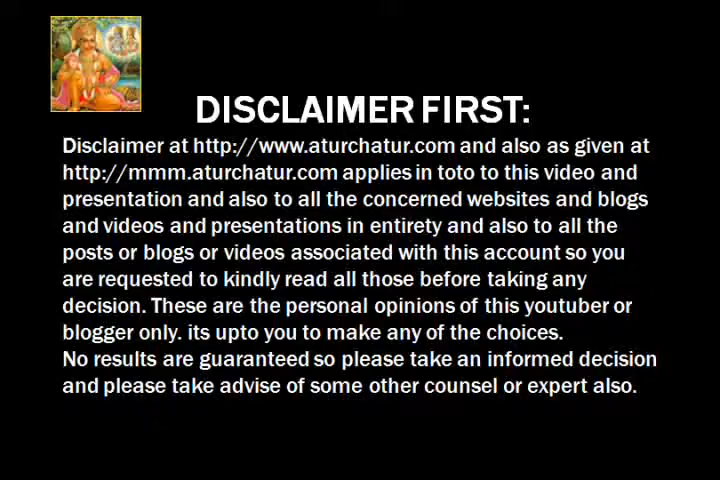 DISCLAIMER FIRST:
Disclaimer at http://www.aturchatur.com and also as given at
http://mmm.aturchatur.com applies in toto to this video and
presentation and also to all the concerned websites and blogs
and videos and presentations in entirety and also to all the
posts or blogs or videos associated with this account so you
are requested to kindly read all those before taking any
decision. These are the personal opinions of this youtuber or
blogger only. its upto you to make any of the choices.
No results are guaranteed so please take an informed decision
and please take advise of some other counsel or expert also.